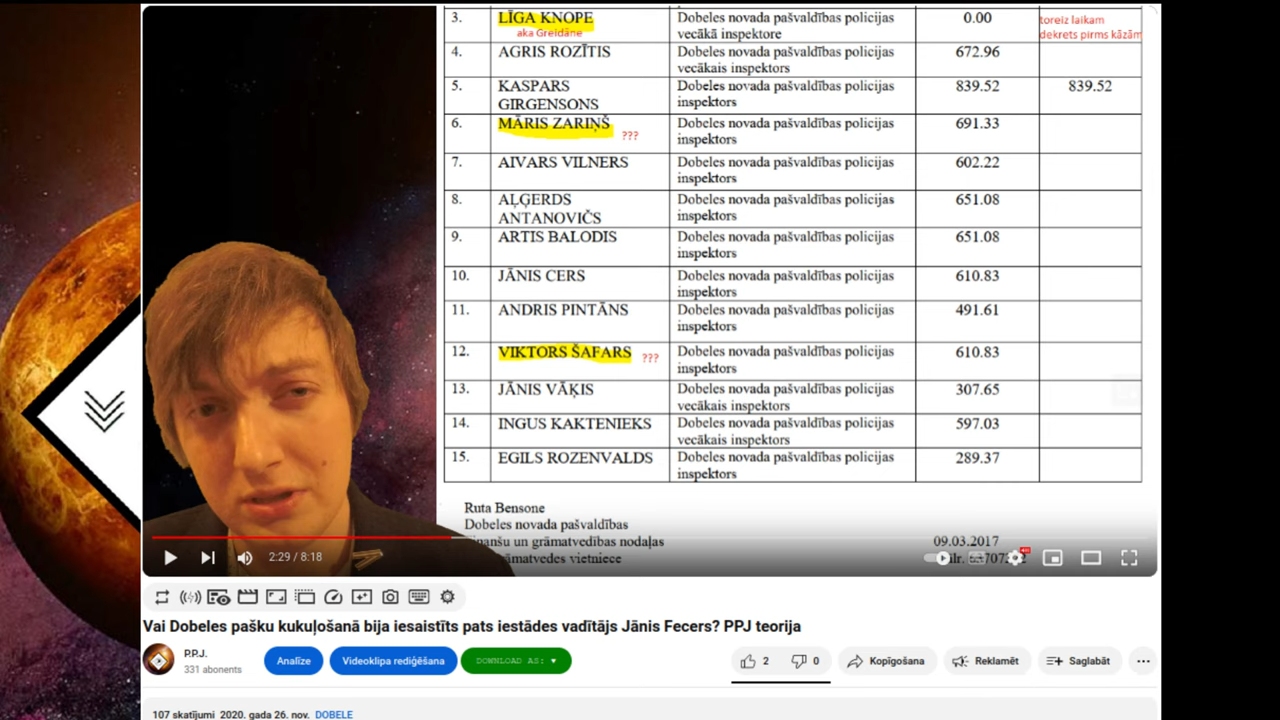 3. LĪGA KNOPE Dobeles novada pašvaldības policijas 0.00 toreiz laikam
aka Greidāne vecākā inspektore dekrets pirms kāzām
4. AGRIS ROZĪTIS Dobeles novada pašvaldības policijas 672.96
vecākais inspektors
5. KASPARS Dobeles novada pašvaldības policijas 839.52 839.52
GIRGENSONS inspektors
6. MĀRIS ZARIŅŠ Dobeles novada pašvaldības policijas 691.33
??? inspektors
7. AIVARS VILNERS Dobeles novada pašvaldības policijas 602.22
inspektors
8. AĻĢERDS Dobeles novada pašvaldības policijas 651.08
ANTANOVIČS inspektors
9. ARTIS BALODIS Dobeles novada pašvaldības policijas 651.08
inspektors
10. JĀNIS CERS Dobeles novada pašvaldības policijas 610.83
inspektors
11. ANDRIS PINTĀNS Dobeles novada pašvaldības policijas 491.61
inspektors
12. VIKTORS ŠAFARS ??? Dobeles novada pašvaldības policijas 610.83
inspektors
13. JĀNIS VĀĶIS Dobeles novada pašvaldības policijas 307.65
vecākais inspektors
14. INGUS KAKTENIEKS Dobeles novada pašvaldības policijas 597.03
vecākais inspektors
15. EGILS ROZENVALDS Dobeles novada pašvaldības policijas 289.37
inspektors
Ruta Bensone
Dobeles novada pašvaldības
un grāmatvedības nodaļas 09.03.2017
vietniece
2:29 / 8:18
Vai Dobeles pašku kukuļošanā bija iesaistīts pats iestādes vadītājs Jānis Fecers? PPJ teorija
P.P.J.
331 abonents
Analīze Videoklipa rediģēšana DOWNLOAD AS: ▼ 2 0 Kopīgošana Reklamēt Saglabāt
107 skatījumi 2020. gada 26. nov. DOBELE